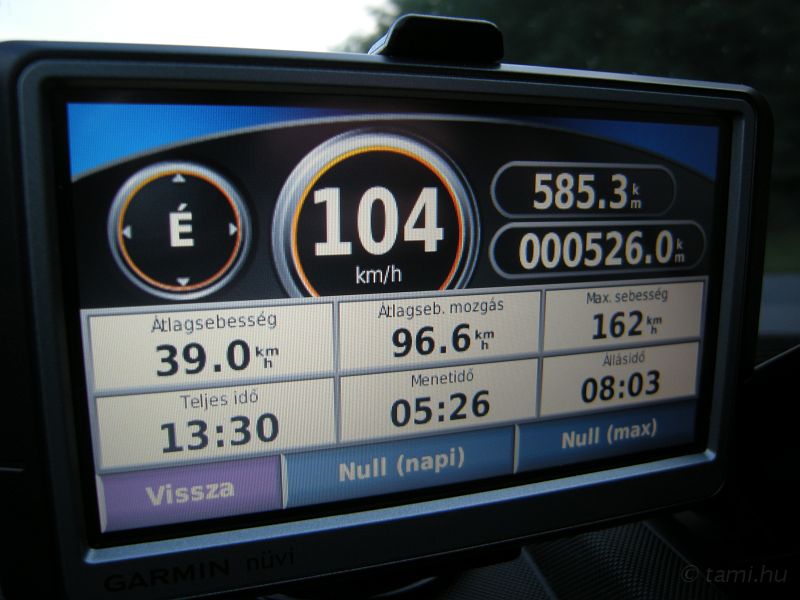 É
104
km/h
585.3 km
000526.0 km
Átlagsebesség
39.0 km/h
Átlagseb. mozgás
96.6 km/h
Max. sebesség
162 km/h
Teljes idő
13:30
Menetidő
05:26
Állásidő
08:03
Vissza
Null (napi)
Null (max)
GARMIN nüvi
© tami.hu